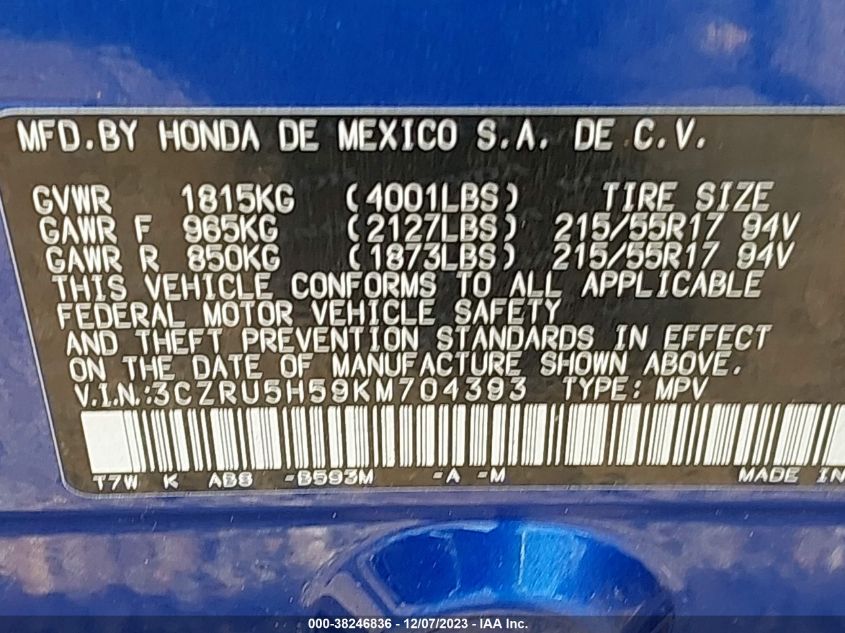 MFD.BY HONDA DE MEXICO S.A. DE C.V.
GVWR 1815KG (4001LBS) TIRE SIZE
GAWR F 965KG (2127LBS) 215/55R17 94V
GAWR R 850KG (1873LBS) 215/55R17 94V
THIS VEHICLE CONFORMS TO ALL APPLICABLE
FEDERAL MOTOR VEHICLE SAFETY
AND THEFT PREVENTION STANDARDS IN EFFECT
ON THE DATE OF MANUFACTURE SHOWN ABOVE.
V.I.N.:3CZRU5H59KM704393 TYPE: MPV
T7W K AB8 -B593M -A -M MADE IN
000-38246836 - 12/07/2023 - IAA Inc.